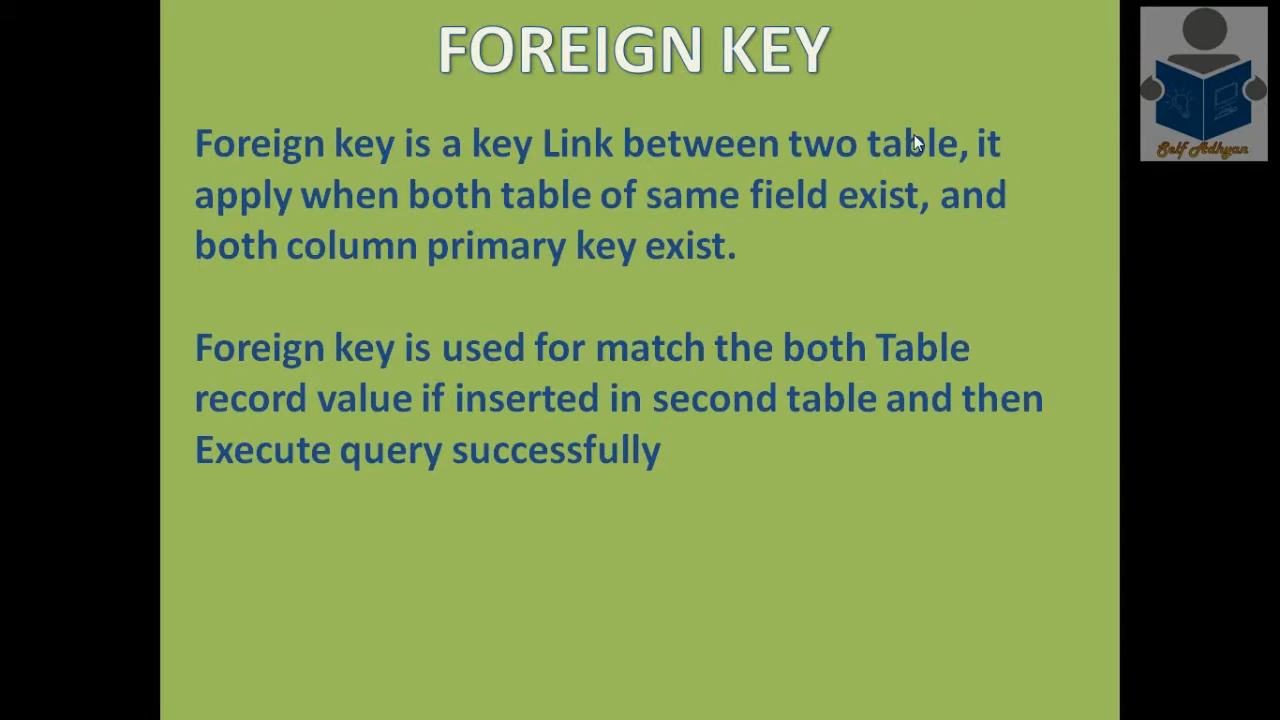 FOREIGN KEY
Foreign key is a key Link between two table, it
apply when both table of same field exist, and
both column primary key exist.
Foreign key is used for match the both Table
record value if inserted in second table and then
Execute query successfully
Self Adhyan